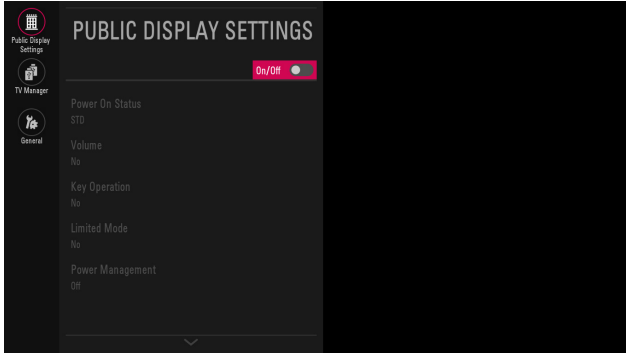 Public Display
Settings
TV Manager
General
PUBLIC DISPLAY SETTINGS
On/Off
Power On Status
STD
Volume
No
Key Operation
No
Limited Mode
No
Power Management
Off